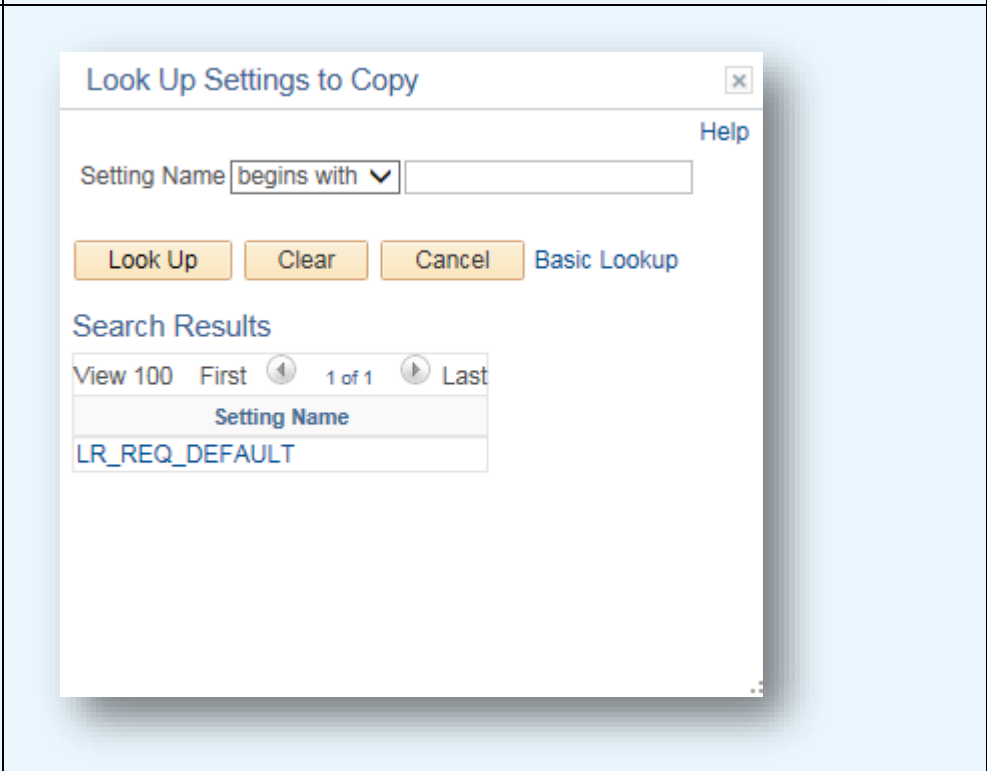 Look Up Settings to Copy
Help
Setting Name begins with
Look Up Clear Cancel Basic Lookup
Search Results
View 100 First 1 of 1 Last
Setting Name
LR_REQ_DEFAULT